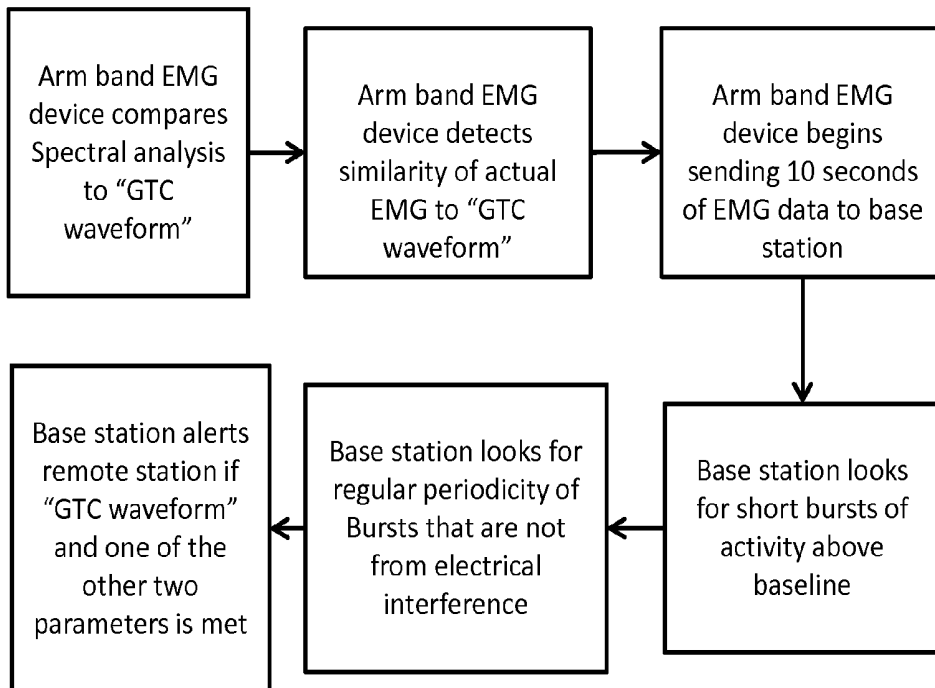 Arm band EMG
device compares
Spectral analysis
to “GTC
waveform”
Arm band EMG
device detects
similarity of actual
EMG to “GTC
waveform”
Arm band EMG
device begins
sending 10 seconds
of EMG data to base
station
Base station looks
for short bursts of
activity above
baseline
Base station looks for
regular periodicity of
Bursts that are not
from electrical
interference
Base station alerts
remote station if
“GTC waveform”
and one of the
other two
parameters is met